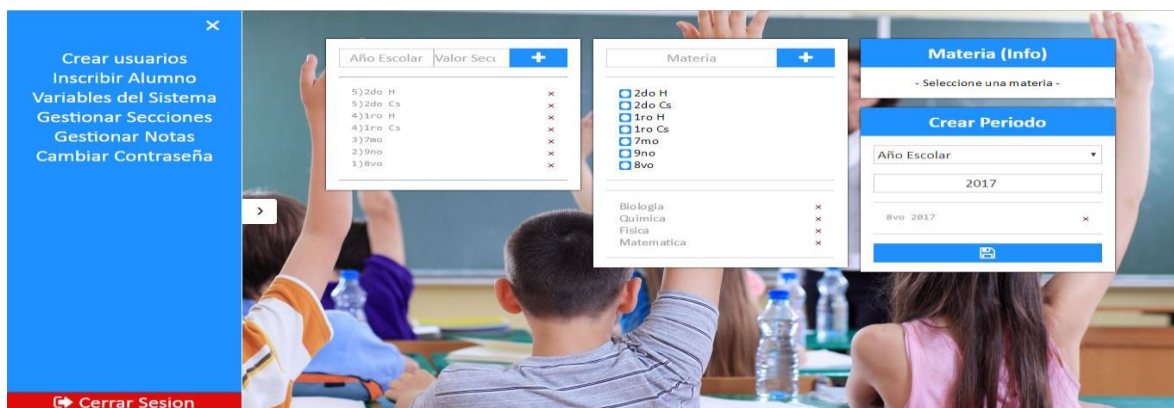 ×
Crear usuarios
Inscribir Alumno
Variables del Sistema
Gestionar Secciones
Gestionar Notas
Cambiar Contraseña
Cerrar Sesion
Año Escolar Valor Secu
5)2do H ×
5)2do Cs ×
4)1ro H ×
4)1ro Cs ×
3)7mo ×
2)9no ×
1)8vo ×
Materia
2do H
2do Cs
1ro H
1ro Cs
7mo
9no
8vo
Biologia ×
Quimica ×
Fisica ×
Matematica ×
Materia (Info)
- Seleccione una materia -
Crear Periodo
Año Escolar
2017
8vo 2017 ×